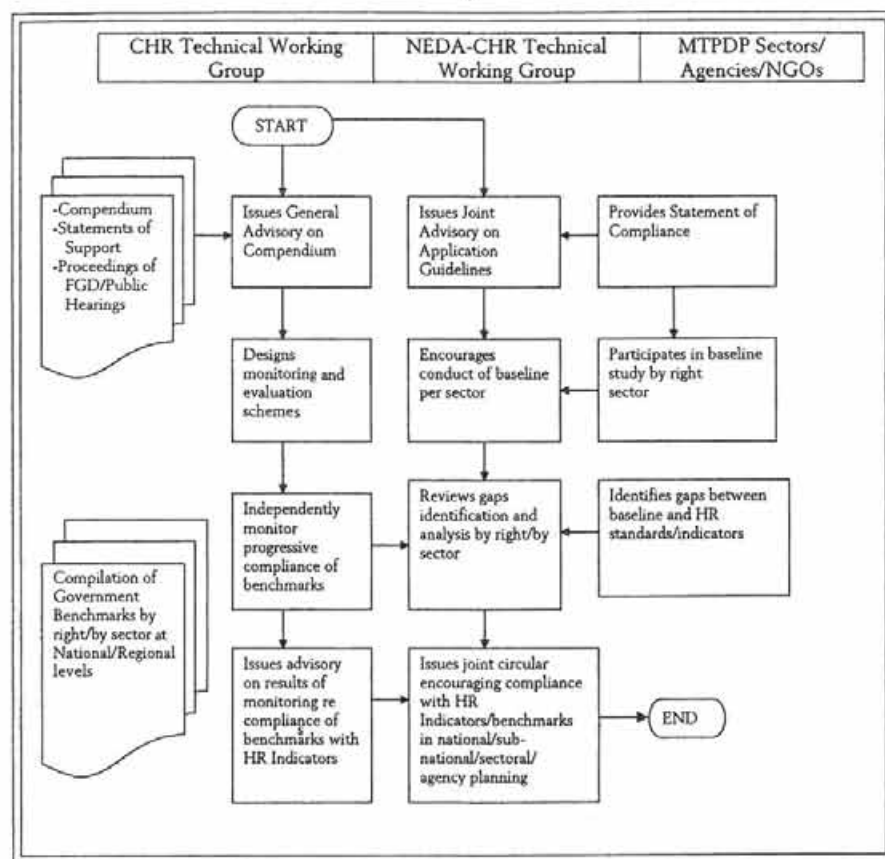 CHR Technical Working
Group
NEDA-CHR Technical
Working Group
MTPDP Sectors/
Agencies/NGOs
START
-Compendium
-Statements of
Support
-Proceedings of
FGD/Public
Hearings
Issues General
Advisory on
Compendium
Issues Joint
Advisory on
Application
Guidelines
Provides Statement of
Compliance
Designs
monitoring and
evaluation
schemes
Encourages
conduct of baseline
per sector
Participates in baseline
study by right
sector
Independently
monitor
progressive
compliance of
benchmarks
Reviews gaps
identification and
analysis by right/by
sector
Identifies gaps between
baseline and HR
standards/indicators
Compilation of
Government
Benchmarks by
right/by sector at
National/Regional
levels
Issues advisory
on results of
monitoring re
compliance of
benchmarks with
HR Indicators
Issues joint circular
encouraging compliance
with HR
Indicators/benchmarks
in national/sub-
national/sectoral/
agency planning
END